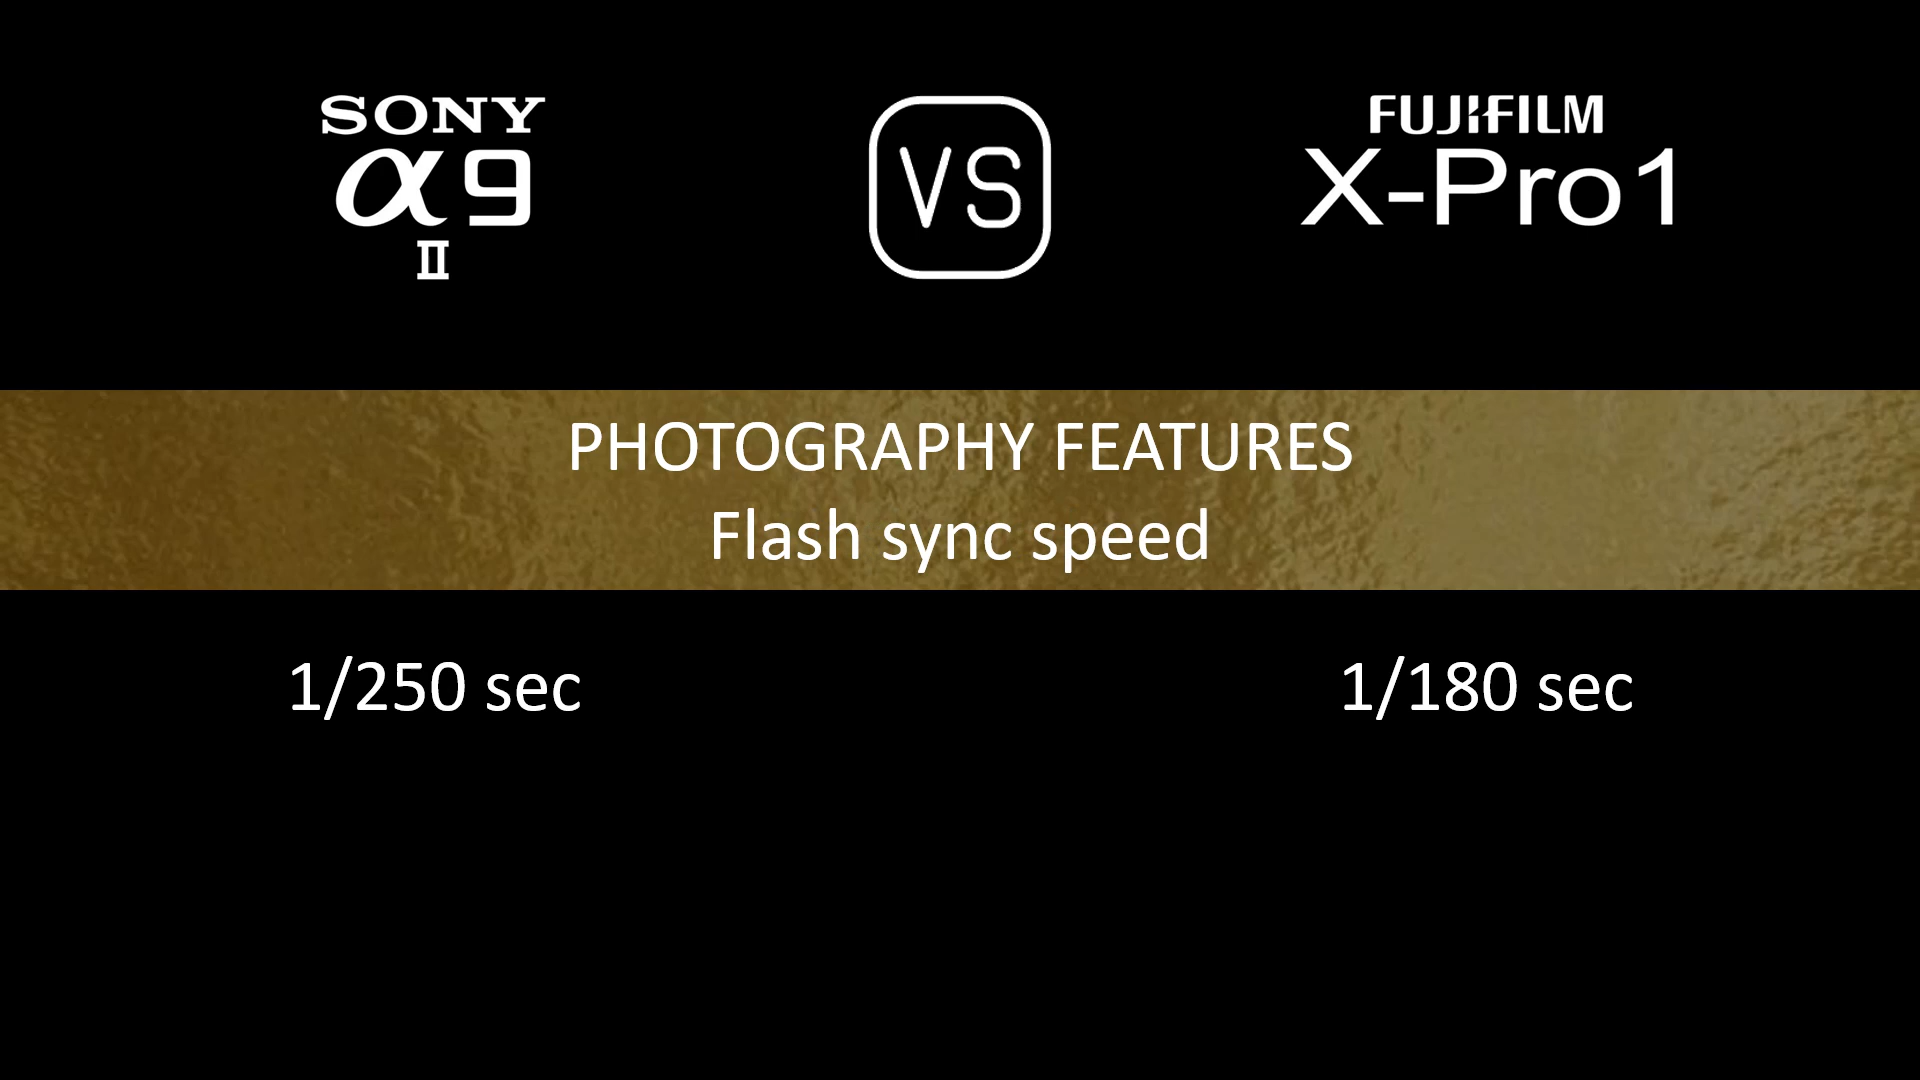 SONY
α9
II
VS
FUJIFILM
X-Pro1
PHOTOGRAPHY FEATURES
Flash sync speed
1/250 sec
1/180 sec